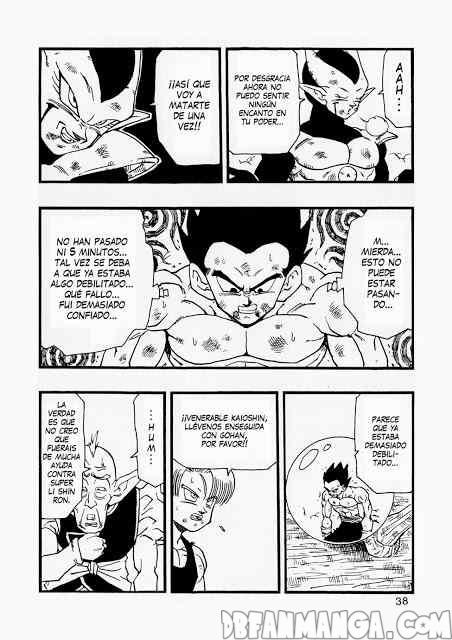 AAH...
POR DESGRACIA
AHORA NO
PUEDO SENTIR
NINGÚN
ENCANTO EN
TU PODER...
¡¡ASÍ QUE
VOY A
MATARTE
DE UNA
VEZ!!
M...
MIERDA...
ESTO NO
PUEDE
ESTAR
PASAN-
DO...
NO HAN PASADO
NI 5 MINUTOS...
TAL VEZ SE DEBA
A QUE YA ESTABA
ALGO DEBILITADO...
QUÉ FALLO...
FUI DEMASIADO
CONFIADO...
PARECE QUE
YA ESTABA
DEMASIADO
DEBILI-
TADO...
¡¡VENERABLE KAIOSHIN,
LLÉVENOS ENSEGUIDA
CON GOHAN,
POR FAVOR!!
...HUM...
LA
VERDAD
ES QUE NO
CREO QUE
FUERAIS
DE MUCHA
AYUDA
CONTRA
SUPER
LI SHIN
RON.
38
DBFANMANGA.COM